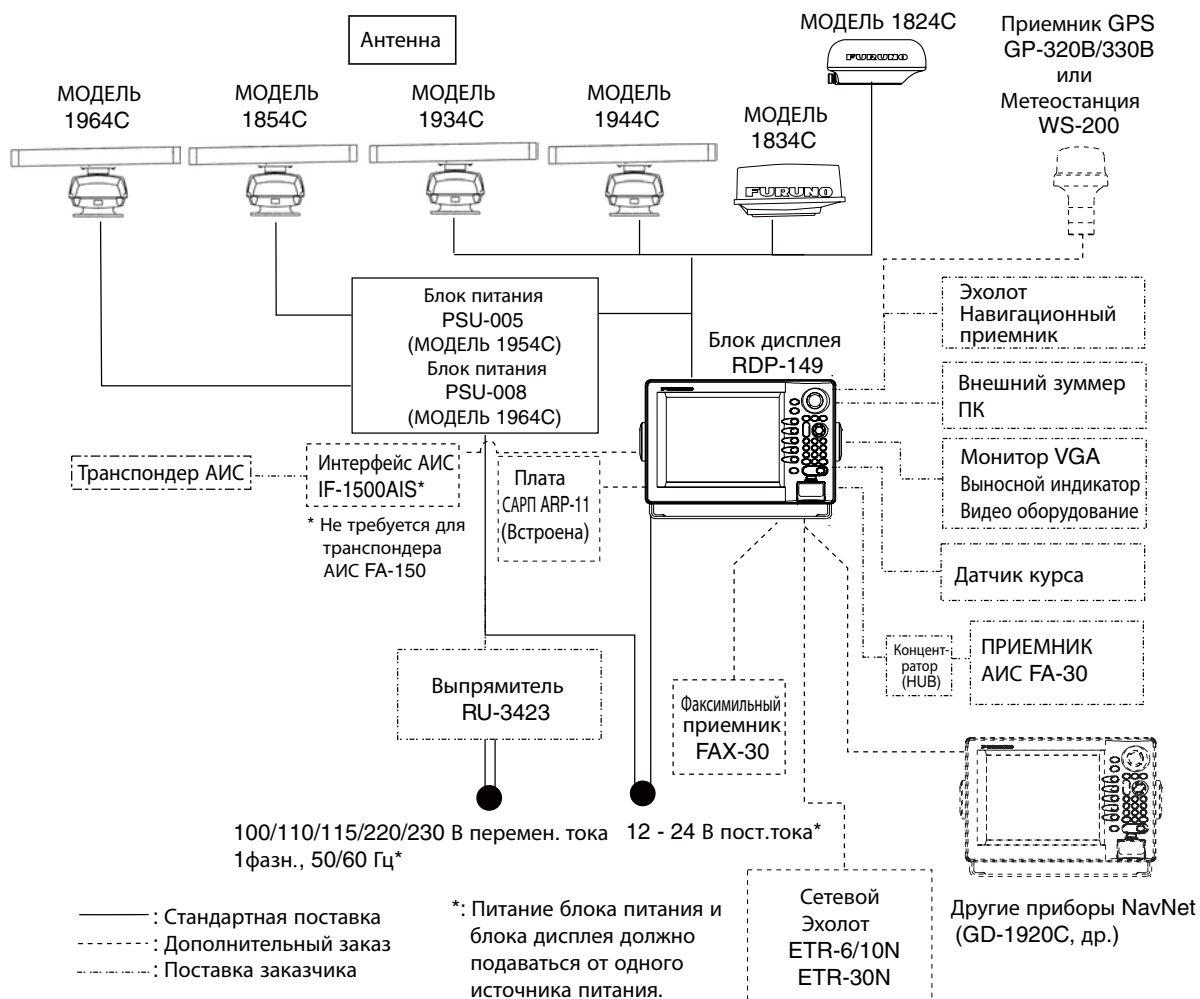 Антенна
МОДЕЛЬ 1824C
FURUNO
Приемник GPS
GP-320B/330B
или
Метеостанция
WS-200
МОДЕЛЬ
1964C
МОДЕЛЬ
1854C
МОДЕЛЬ
1934C
МОДЕЛЬ
1944C
МОДЕЛЬ
1834C
FURUNO
Блок питания
PSU-005
(МОДЕЛЬ 1954C)
Блок питания
PSU-008
(МОДЕЛЬ 1964C)
Блок дисплея
RDP-149
Эхолот
Навигационный
приемник
Внешний зуммер
ПК
Монитор VGA
Выносной индикатор
Видео оборудование
Датчик курса
Концент-
ратор
(HUB)
ПРИЕМНИК
АИС FA-30
Транспондер АИС
Интерфейс АИС
IF-1500AIS*
* Не требуется для
транспондера
АИС FA-150
Плата
САРП ARP-11
(Встроена)
Выпрямитель
RU-3423
Факсимильный
приемник
FAX-30
100/110/115/220/230 В перемен. тока
1фазн., 50/60 Гц*
12 - 24 В пост.тока*
Сетевой
Эхолот
ETR-6/10N
ETR-30N
Другие приборы NavNet
(GD-1920C, др.)
: Стандартная поставка
: Дополнительный заказ
: Поставка заказчика
*: Питание блока питания и
блока дисплея должно
подаваться от одного
источника питания.